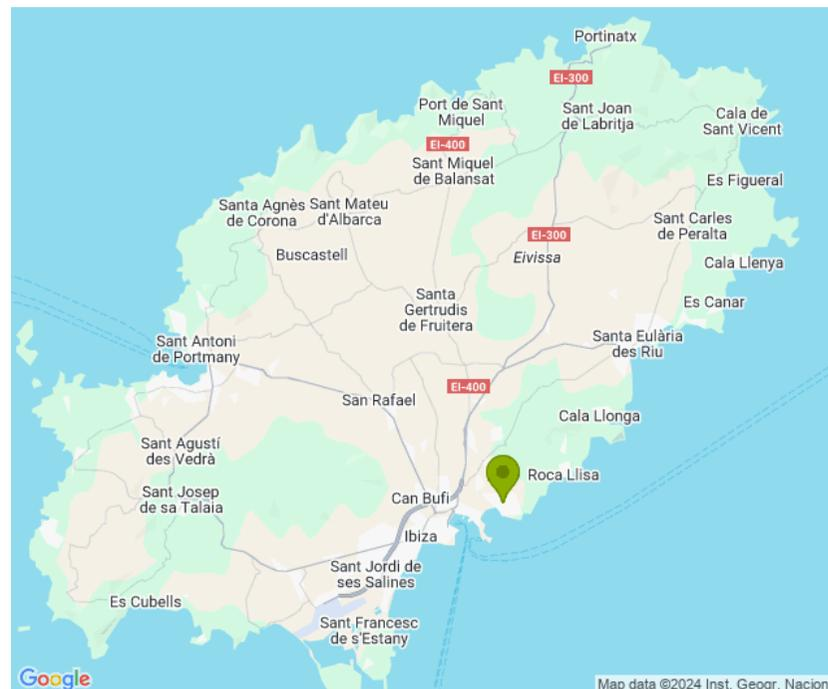 Portinatx
EI-300
Port de Sant
Miquel
Sant Joan
de Labritja
Cala de
Sant Vicent
EI-400
Sant Miquel
de Balansat
Es Figueral
Santa Agnès
de Corona
Sant Mateu
d'Albarca
Sant Carles
de Peralta
EI-300
Buscastell
Eivissa
Cala Llenya
Santa
Gertrudis
de Fruitera
Es Canar
Sant Antoni
de Portmany
Santa Eulària
des Riu
EI-400
San Rafael
Cala Llonga
Sant Agustí
des Vedrà
Roca Llisa
Sant Josep
de sa Talaia
Can Bufi
Ibiza
Sant Jordi de
ses Salines
Es Cubells
Sant Francesc
de s'Estany
Google
Map data ©2024 Inst. Geogr. Nacion